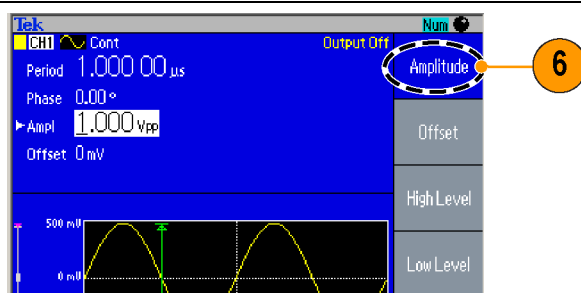 Tek Num
CH1 Cont Output Off
Period 1.000 00 µs
Phase 0.00 °
Ampl 1.000 Vpp
Offset 0 mV
500 mV
0 mV
Amplitude
Offset
High Level
Low Level
6